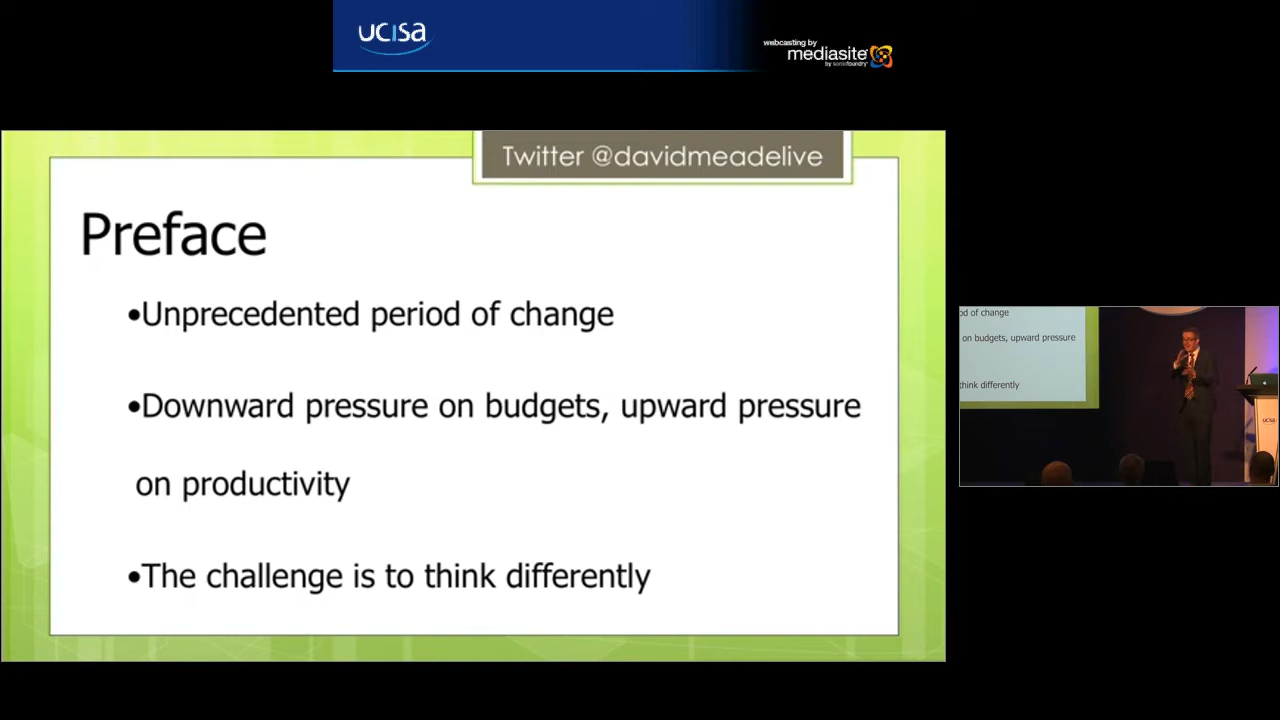 ucisa
webcasting by
mediasite
by sonicfoundry
Twitter @davidmeadelive
Preface
•Unprecedented period of change
•Downward pressure on budgets, upward pressure
on productivity
•The challenge is to think differently
od of change
on budgets, upward pressure
think differently
ucisa